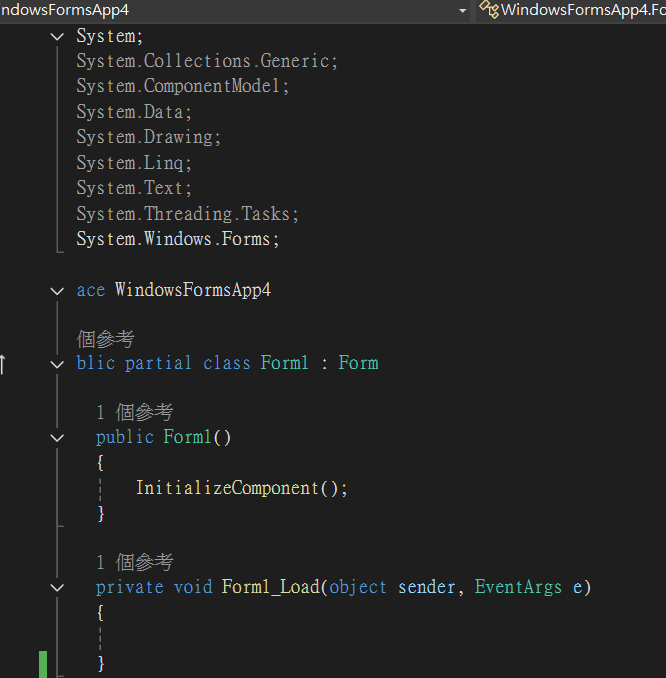 ndowsFormsApp4
WindowsFormsApp4.Fo
System;
System.Collections.Generic;
System.ComponentModel;
System.Data;
System.Drawing;
System.Linq;
System.Text;
System.Threading.Tasks;
System.Windows.Forms;
ace WindowsFormsApp4
個參考
blic partial class Form1 : Form
1 個參考
public Form1()
{
InitializeComponent();
}
1 個參考
private void Form1_Load(object sender, EventArgs e)
{
}